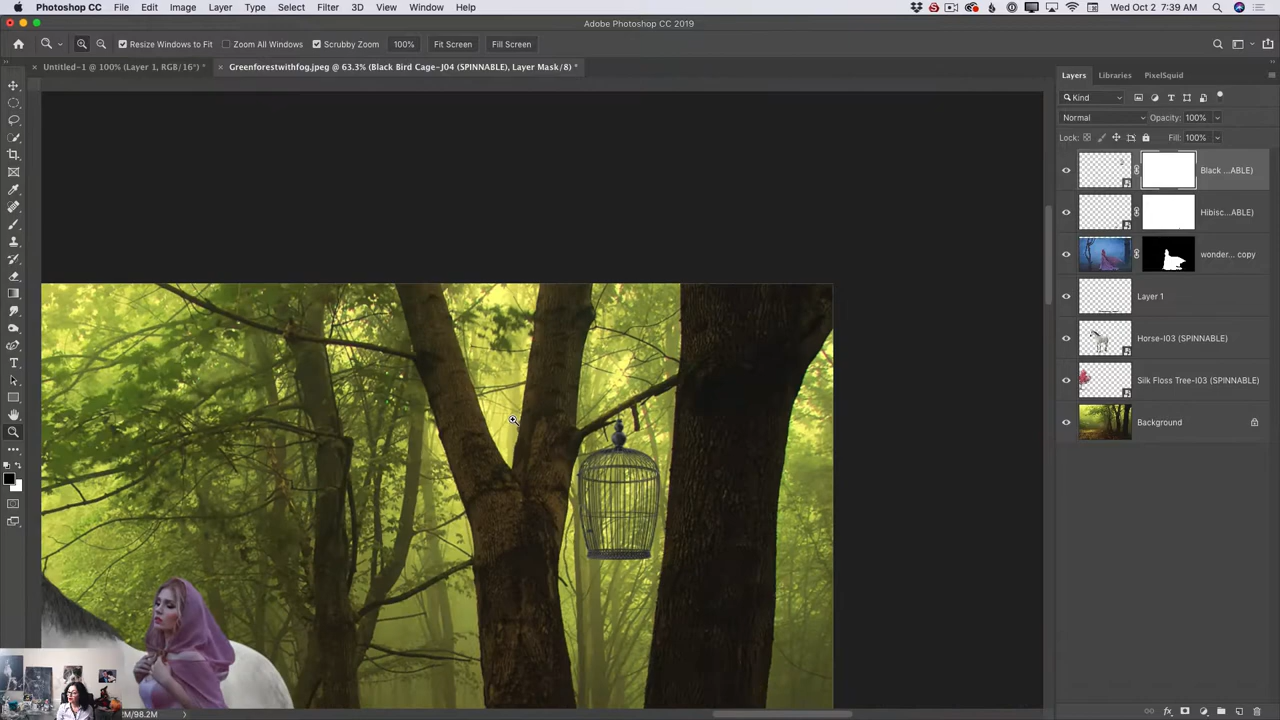 Photoshop CC File Edit Image Layer Type Select Filter 3D View Window Help Wed Oct 2 7:39 AM
Adobe Photoshop CC 2019
Resize Windows to Fit Zoom All Windows Scrubby Zoom 100% Fit Screen Fill Screen
Untitled-1 @ 100% (Layer 1, RGB/16*) * Greenforestwithfog.jpeg @ 63.3% (Black Bird Cage-J04 (SPINNABLE), Layer Mask/8) *
Layers Libraries PixelSquid
Kind
Normal Opacity: 100%
Lock: Fill: 100%
Black ...ABLE)
Hibisc...ABLE)
wonder... copy
Layer 1
Horse-I03 (SPINNABLE)
Silk Floss Tree-I03 (SPINNABLE)
Background
2M/98.2M